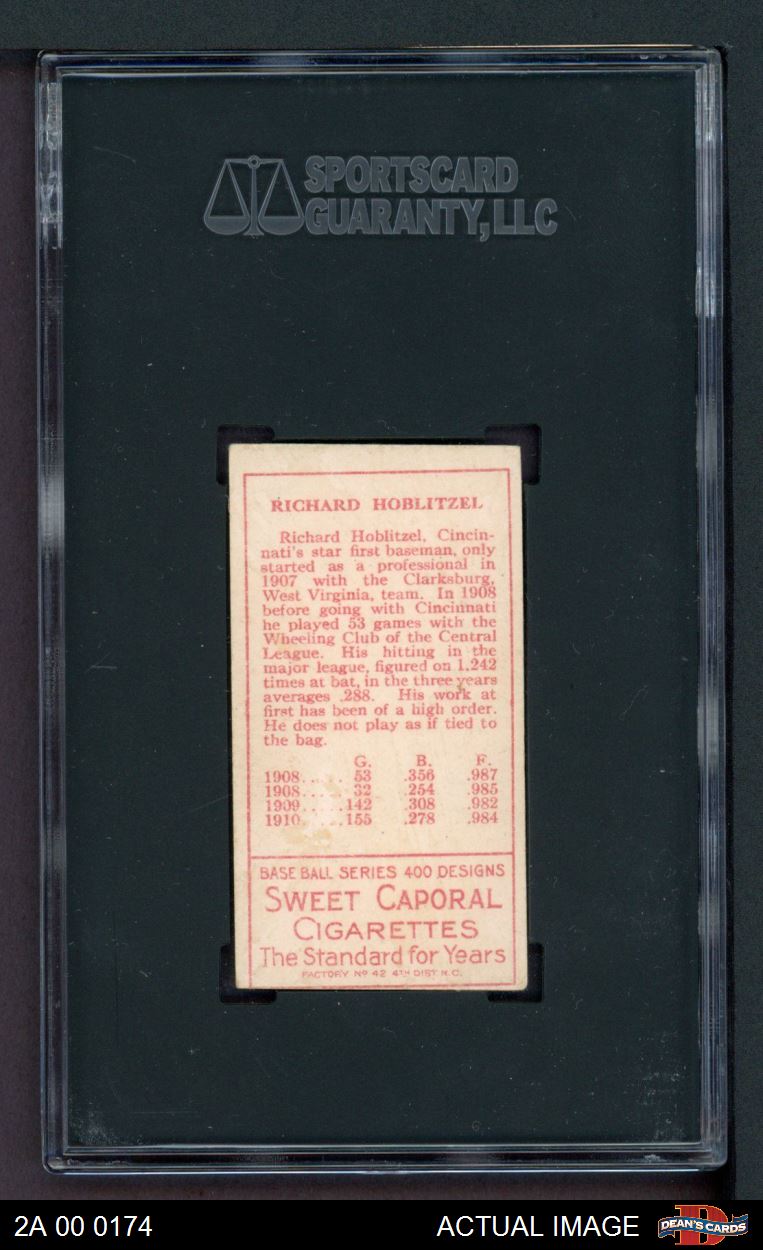 SPORTSCARD
GUARANTY, LLC
RICHARD HOBLITZEL
Richard Hoblitzel, Cincin-
nati's star first baseman, only
started as a professional in
1907 with the Clarksburg,
West Virginia, team. In 1908
before going with Cincinnati
he played 53 games with the
Wheeling Club of the Central
League. His hitting in the
major league, figured on 1,242
times at bat, in the three years
averages .288. His work at
first has been of a high order.
He does not play as if tied to
the bag.
G. B. F.
1908..... 53 .356 .987
1908..... 32 .254 .985
1909.....142 .308 .982
1910.....155 .278 .984
BASE BALL SERIES 400 DESIGNS
SWEET CAPORAL
CIGARETTES
The Standard for Years
FACTORY Nº 42 4TH DIST. N.C.
2A 00 0174
ACTUAL IMAGE
DEAN'S CARDS